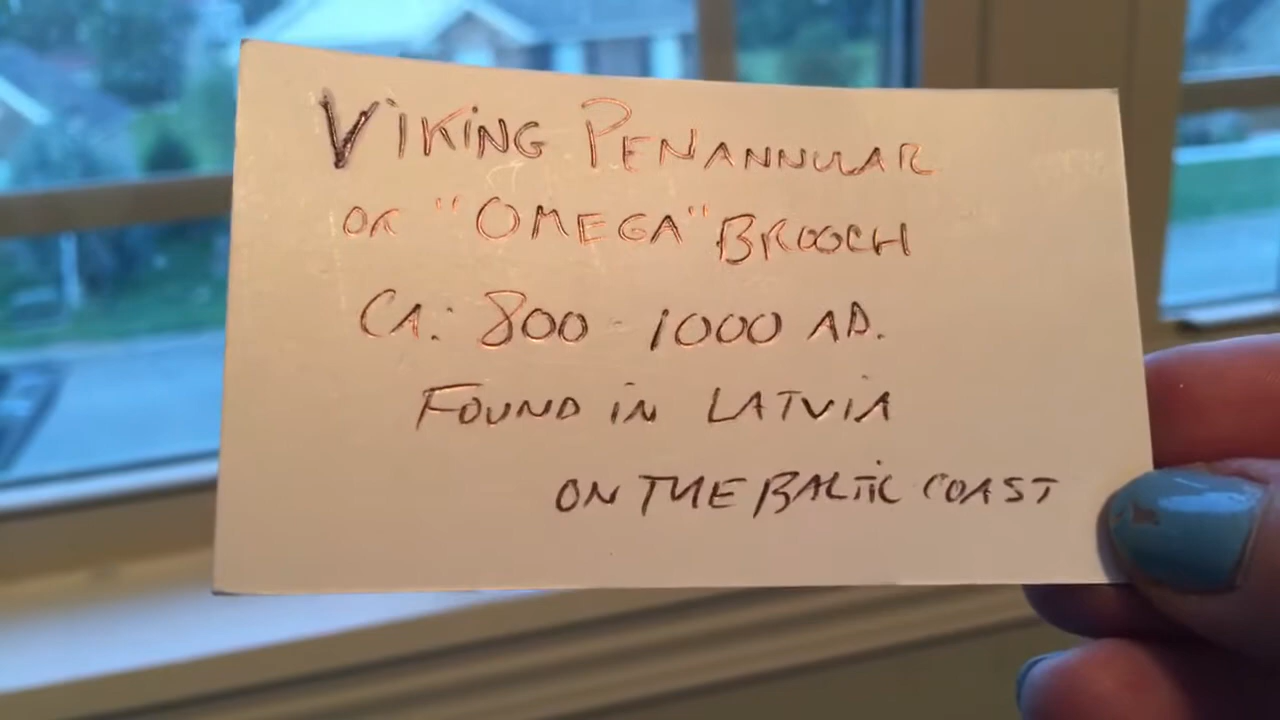 VIKING PENANNULAR
OR "OMEGA" BROOCH
CA: 800 - 1000 AD.
FOUND IN LATVIA
ON THE BALTIC COAST